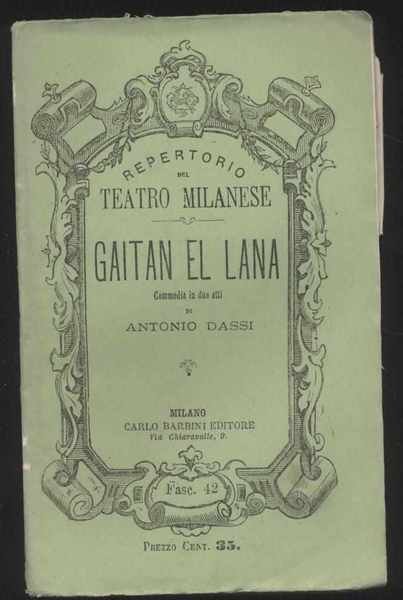 REPERTORIO
DEL
TEATRO MILANESE
GAITAN EL LANA
Commedia in due atti
DI
ANTONIO DASSI
MILANO
CARLO BARBINI EDITORE
Via Chiaravalle, 9.
Fasc. 42
PREZZO CENT. 35.